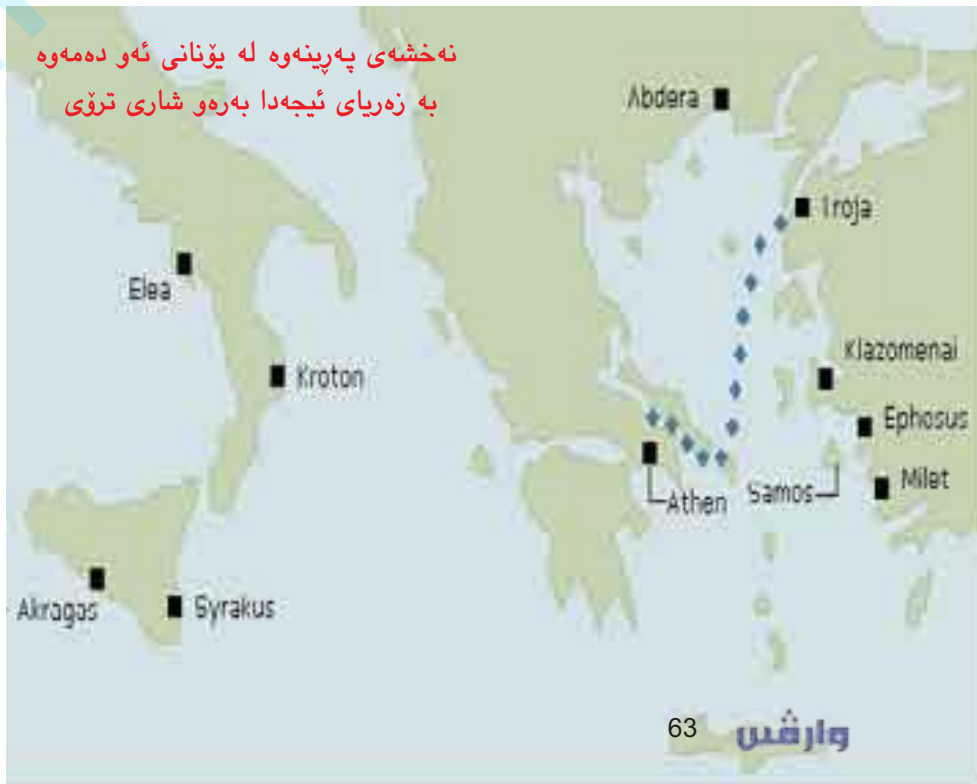 نەخشەی پەڕینەوە لە یۆنانی ئەو دەمەوە
بە زەریای ئیجەدا بەرەو شاری ترۆی
Abdera
Troja
Elea
Klazomenai
Kroton
Ephosus
Athen
Samos
Milet
Akragas
Syrakus
63
وارڤین